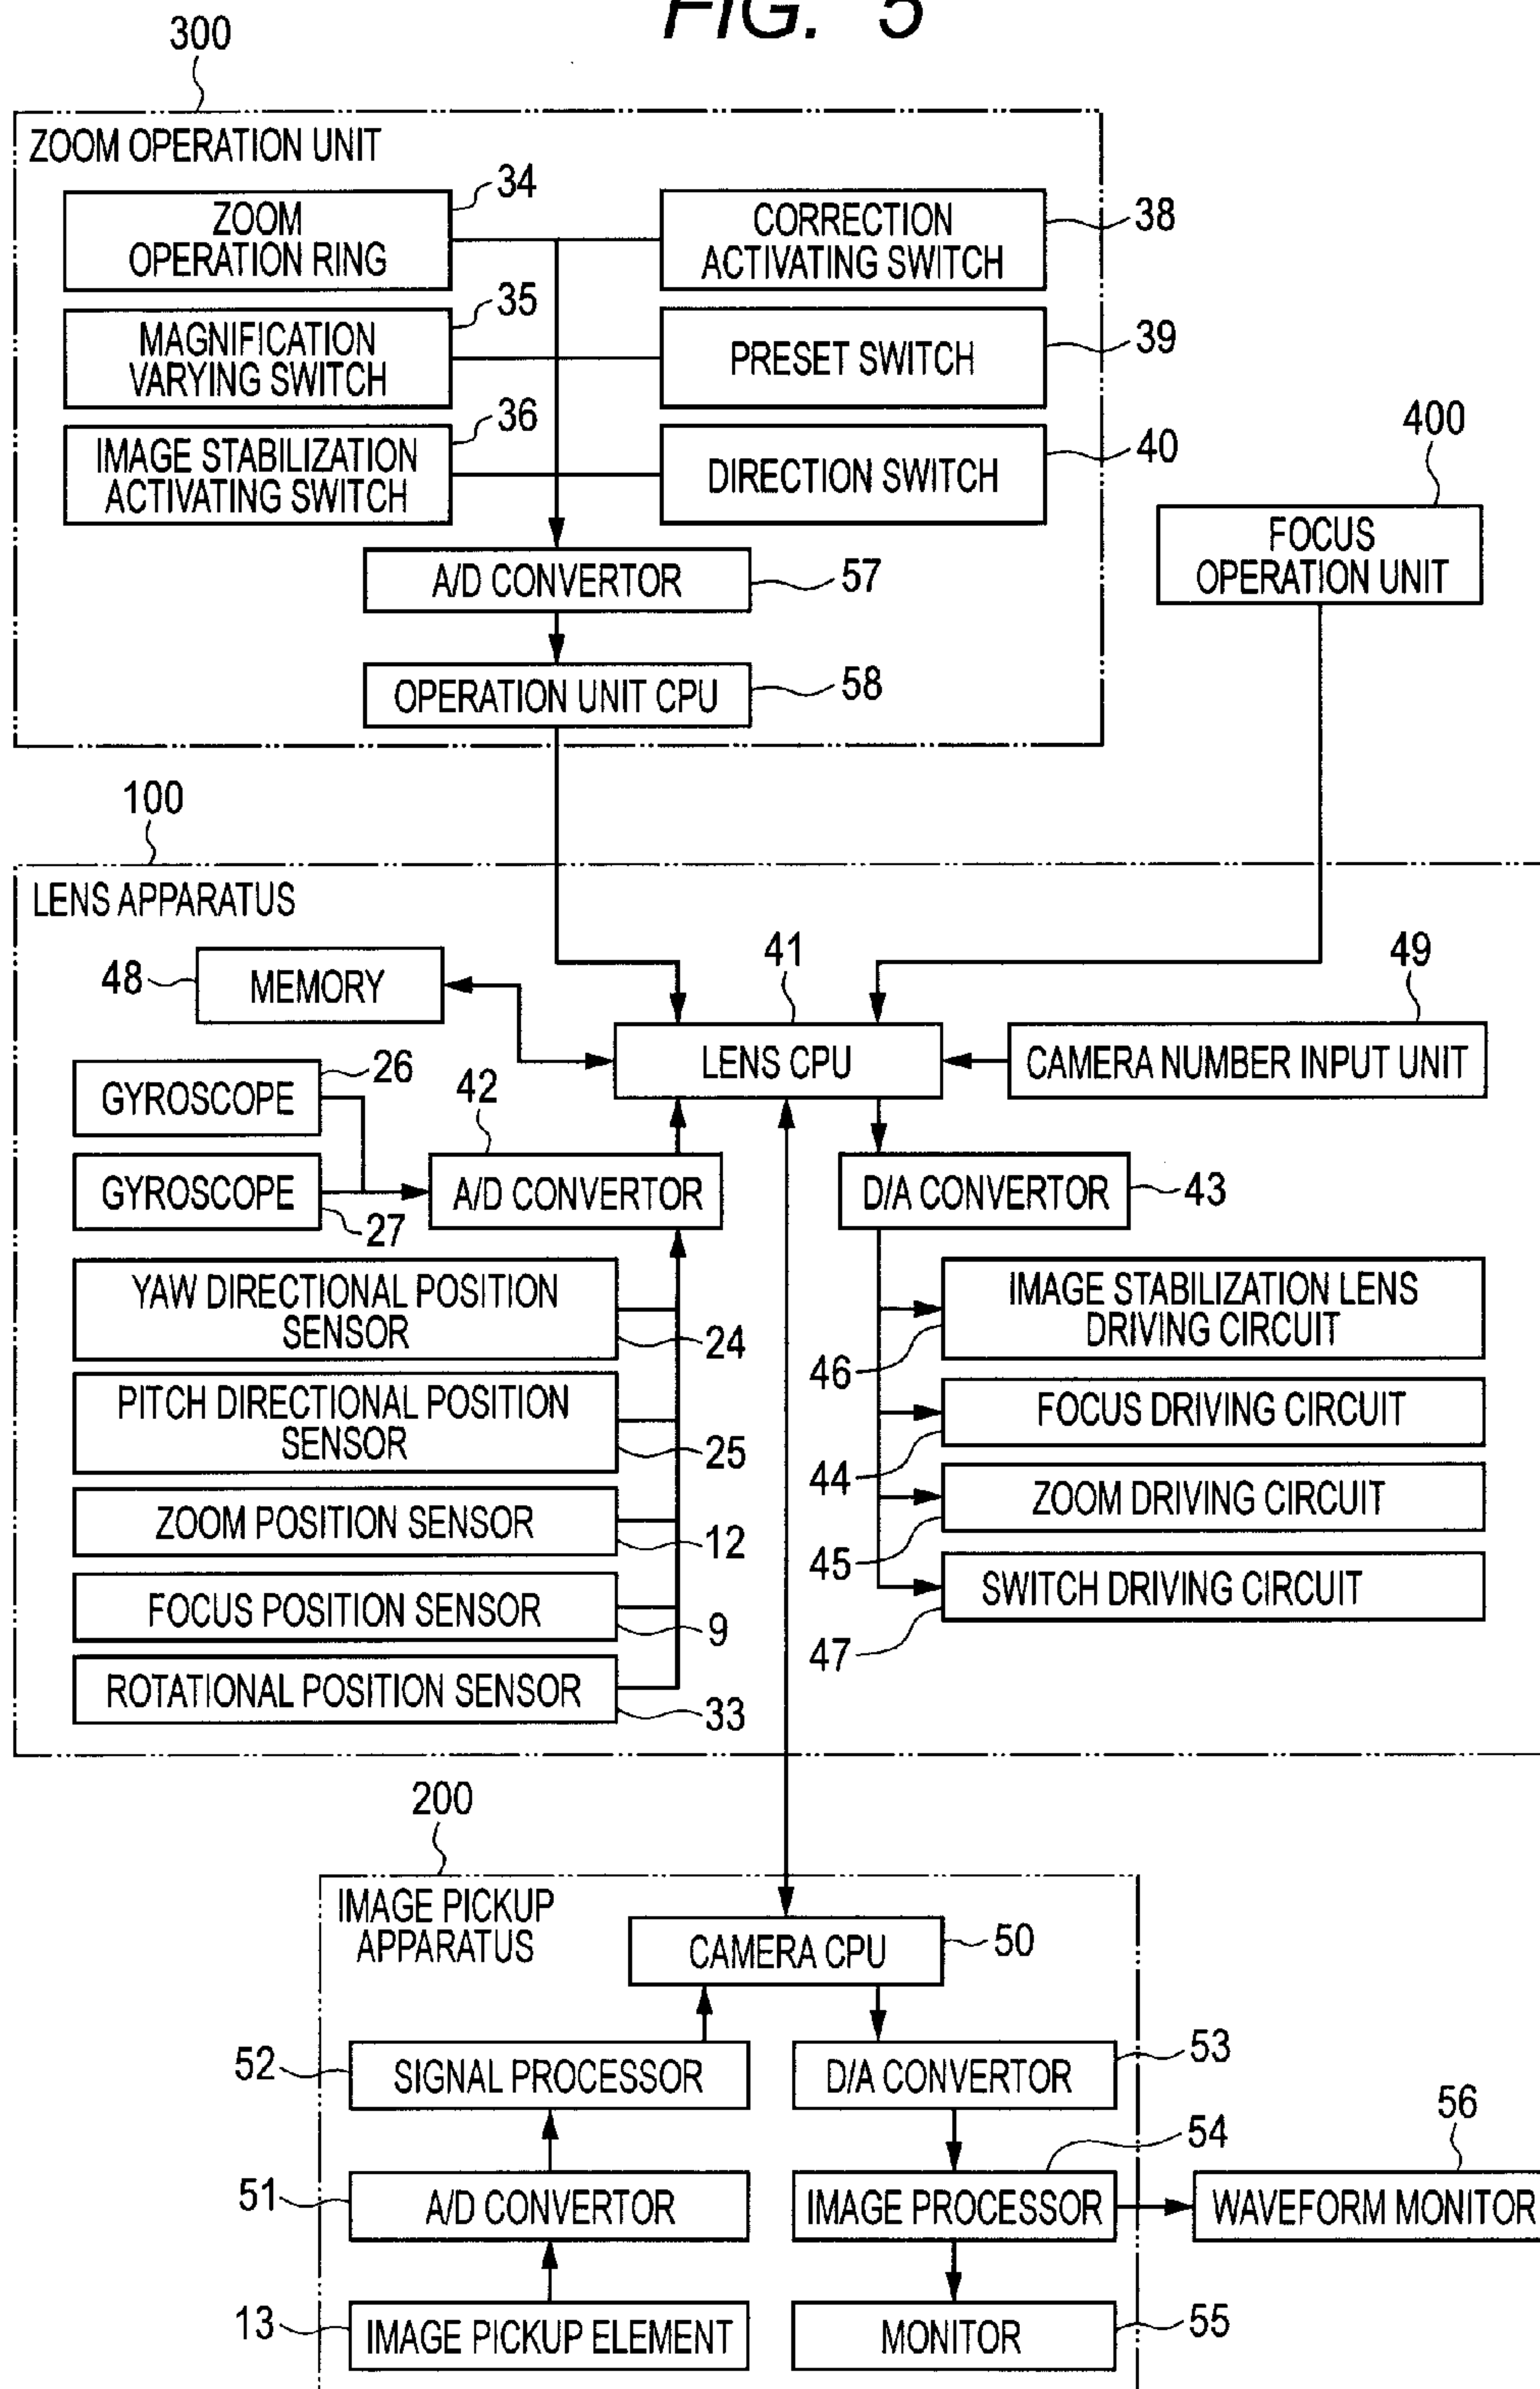 FIG. 5
300
ZOOM OPERATION UNIT
34
ZOOM
OPERATION RING
CORRECTION
ACTIVATING SWITCH
38
35
MAGNIFICATION
VARYING SWITCH
PRESET SWITCH
39
36
IMAGE STABILIZATION
ACTIVATING SWITCH
DIRECTION SWITCH
40
400
FOCUS
OPERATION UNIT
A/D CONVERTOR
57
OPERATION UNIT CPU
58
100
LENS APPARATUS
48
MEMORY
41
49
LENS CPU
CAMERA NUMBER INPUT UNIT
GYROSCOPE
26
42
GYROSCOPE
27
A/D CONVERTOR
D/A CONVERTOR
43
YAW DIRECTIONAL POSITION
SENSOR
24
IMAGE STABILIZATION LENS
DRIVING CIRCUIT
46
PITCH DIRECTIONAL POSITION
SENSOR
25
FOCUS DRIVING CIRCUIT
44
ZOOM POSITION SENSOR
12
ZOOM DRIVING CIRCUIT
45
FOCUS POSITION SENSOR
9
SWITCH DRIVING CIRCUIT
47
ROTATIONAL POSITION SENSOR
33
200
IMAGE PICKUP
APPARATUS
CAMERA CPU
50
52
SIGNAL PROCESSOR
D/A CONVERTOR
53
54
56
51
A/D CONVERTOR
IMAGE PROCESSOR
WAVEFORM MONITOR
13
IMAGE PICKUP ELEMENT
MONITOR
55